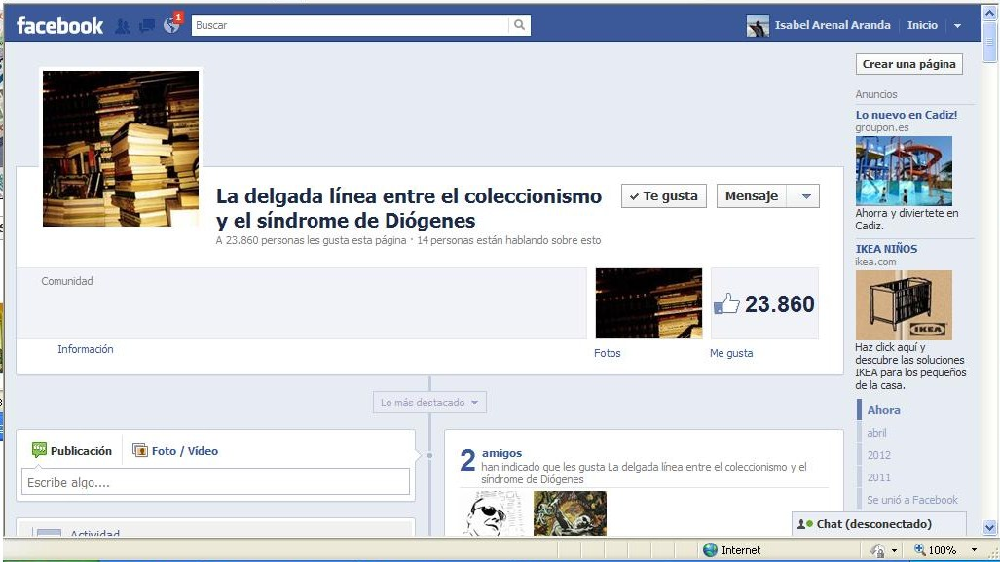 facebook
1
Buscar
Isabel Arenal Aranda
Inicio
La delgada línea entre el coleccionismo
y el síndrome de Diógenes
A 23.860 personas les gusta esta página · 14 personas están hablando sobre esto
Te gusta
Mensaje
Comunidad
Información
Fotos
23.860
Me gusta
Lo más destacado
Publicación
Foto / Vídeo
Escribe algo....
Actividad
2 amigos
han indicado que les gusta La delgada línea entre el coleccionismo y el
síndrome de Diógenes
Crear una página
Anuncios
Lo nuevo en Cadiz!
groupon.es
Ahorra y diviertete en
Cadiz.
IKEA NIÑOS
ikea.com
IKEA
Haz click aquí y
descubre las soluciones
IKEA para los pequeños
de la casa.
Ahora
abril
2012
2011
Se unió a Facebook
Chat (desconectado)
Internet
100%